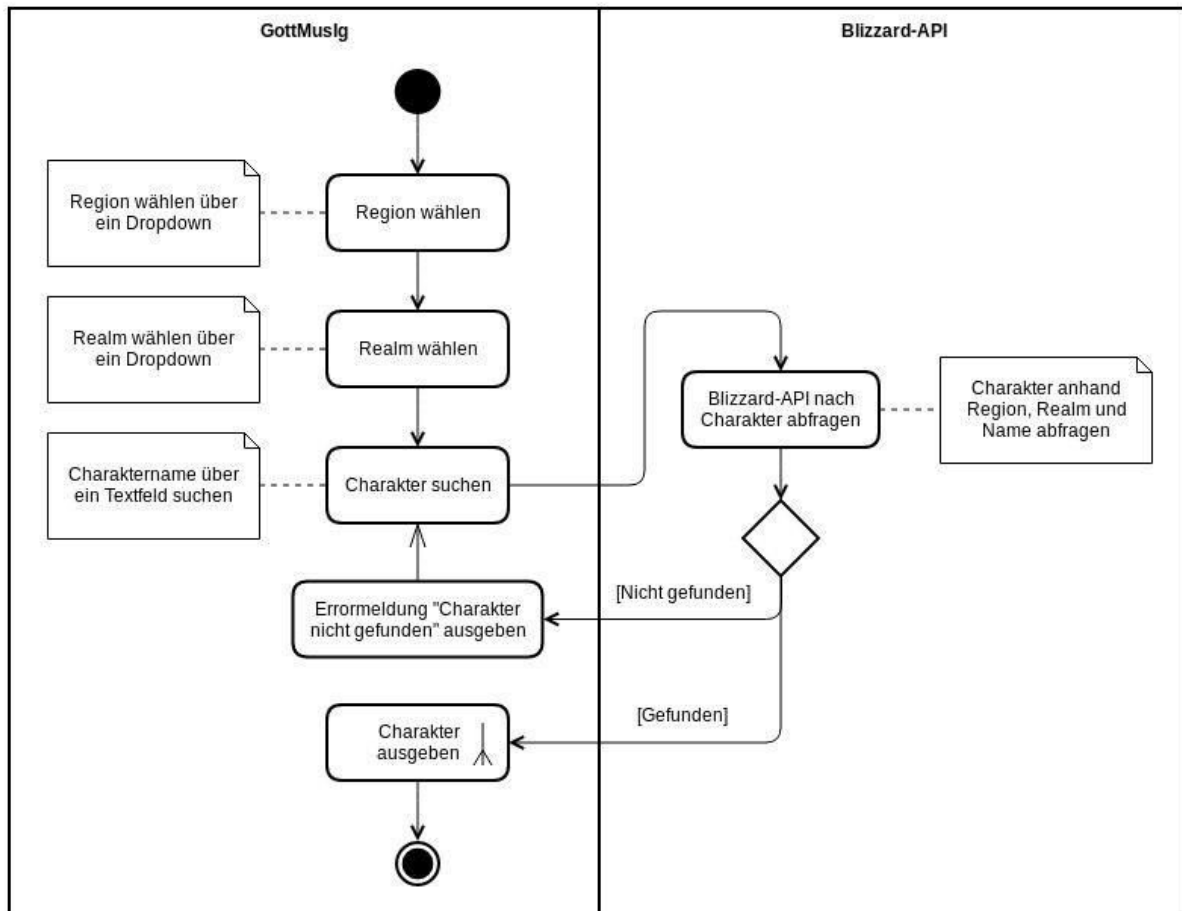 GottMusIg
Blizzard-API
Region wählen über
ein Dropdown
Region wählen
Realm wählen über
ein Dropdown
Realm wählen
Blizzard-API nach
Charakter abfragen
Charakter anhand
Region, Realm und
Name abfragen
Charaktername über
ein Textfeld suchen
Charakter suchen
[Nicht gefunden]
Errormeldung "Charakter
nicht gefunden" ausgeben
[Gefunden]
Charakter
ausgeben